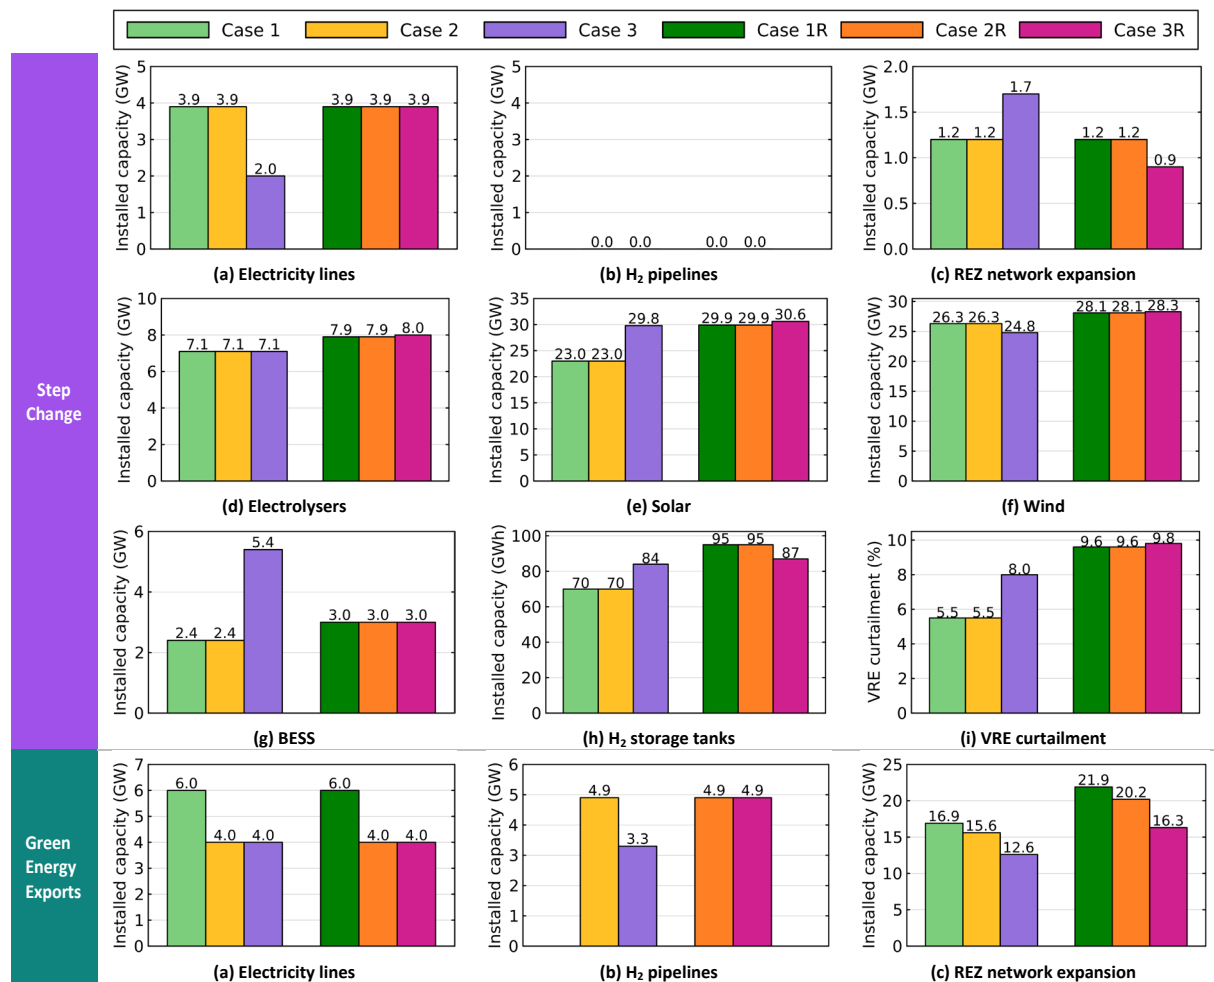 Case 1 Case 2 Case 3 Case 1R Case 2R Case 3R
Step
Change
Installed capacity (GW)
5
4
3
2
1
0
3.9 3.9 2.0 3.9 3.9 3.9
(a) Electricity lines
Installed capacity (GW)
5
4
3
2
1
0
0.0 0.0 0.0 0.0
(b) H₂ pipelines
Installed capacity (GW)
2.0
1.5
1.0
0.5
0.0
1.2 1.2 1.7 1.2 1.2 0.9
(c) REZ network expansion
Installed capacity (GW)
10
8
6
4
2
0
7.1 7.1 7.1 7.9 7.9 8.0
(d) Electrolysers
Installed capacity (GW)
35
30
25
20
15
10
5
0
23.0 23.0 29.8 29.9 29.9 30.6
(e) Solar
Installed capacity (GW)
30
25
20
15
10
5
0
26.3 26.3 24.8 28.1 28.1 28.3
(f) Wind
Installed capacity (GW)
6
4
2
0
2.4 2.4 5.4 3.0 3.0 3.0
(g) BESS
Installed capacity (GWh)
100
80
60
40
20
0
70 70 84 95 95 87
(h) H₂ storage tanks
VRE curtailment (%)
10
8
6
4
2
0
5.5 5.5 8.0 9.6 9.6 9.8
(i) VRE curtailment
Green
Energy
Exports
Installed capacity (GW)
7
6
5
4
3
2
1
0
6.0 4.0 4.0 6.0 4.0 4.0
(a) Electricity lines
Installed capacity (GW)
6
5
4
3
2
1
0
4.9 3.3 4.9 4.9
(b) H₂ pipelines
Installed capacity (GW)
25
20
15
10
5
0
16.9 15.6 12.6 21.9 20.2 16.3
(c) REZ network expansion